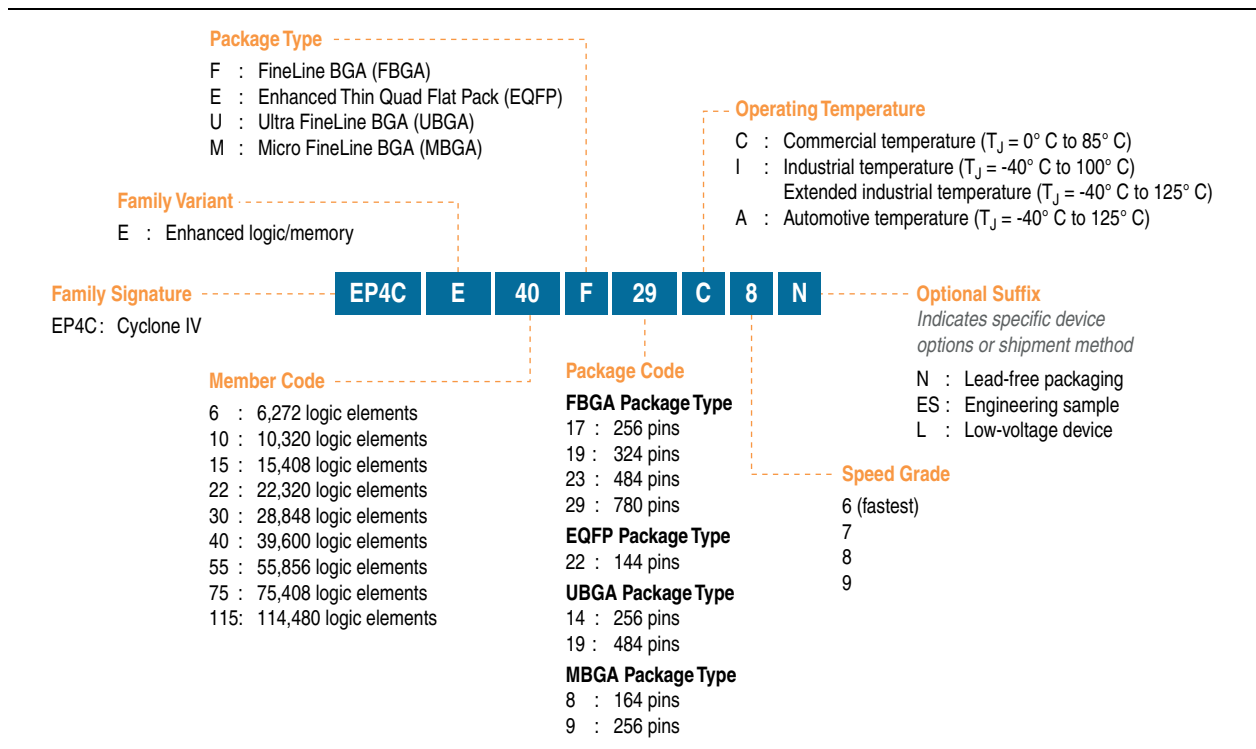 Package Type
F : FineLine BGA (FBGA)
E : Enhanced Thin Quad Flat Pack (EQFP)
U : Ultra FineLine BGA (UBGA)
M : Micro FineLine BGA (MBGA)
Operating Temperature
C : Commercial temperature (TJ = 0° C to 85° C)
I : Industrial temperature (TJ = -40° C to 100° C)
Extended industrial temperature (TJ = -40° C to 125° C)
A : Automotive temperature (TJ = -40° C to 125° C)
Family Variant
E : Enhanced logic/memory
Family Signature
EP4C : Cyclone IV
EP4C E 40 F 29 C 8 N
Optional Suffix
Indicates specific device
options or shipment method
N : Lead-free packaging
ES : Engineering sample
L : Low-voltage device
Member Code
6 : 6,272 logic elements
10 : 10,320 logic elements
15 : 15,408 logic elements
22 : 22,320 logic elements
30 : 28,848 logic elements
40 : 39,600 logic elements
55 : 55,856 logic elements
75 : 75,408 logic elements
115: 114,480 logic elements
Package Code
FBGA Package Type
17 : 256 pins
19 : 324 pins
23 : 484 pins
29 : 780 pins
EQFP Package Type
22 : 144 pins
UBGA Package Type
14 : 256 pins
19 : 484 pins
MBGA Package Type
8 : 164 pins
9 : 256 pins
Speed Grade
6 (fastest)
7
8
9